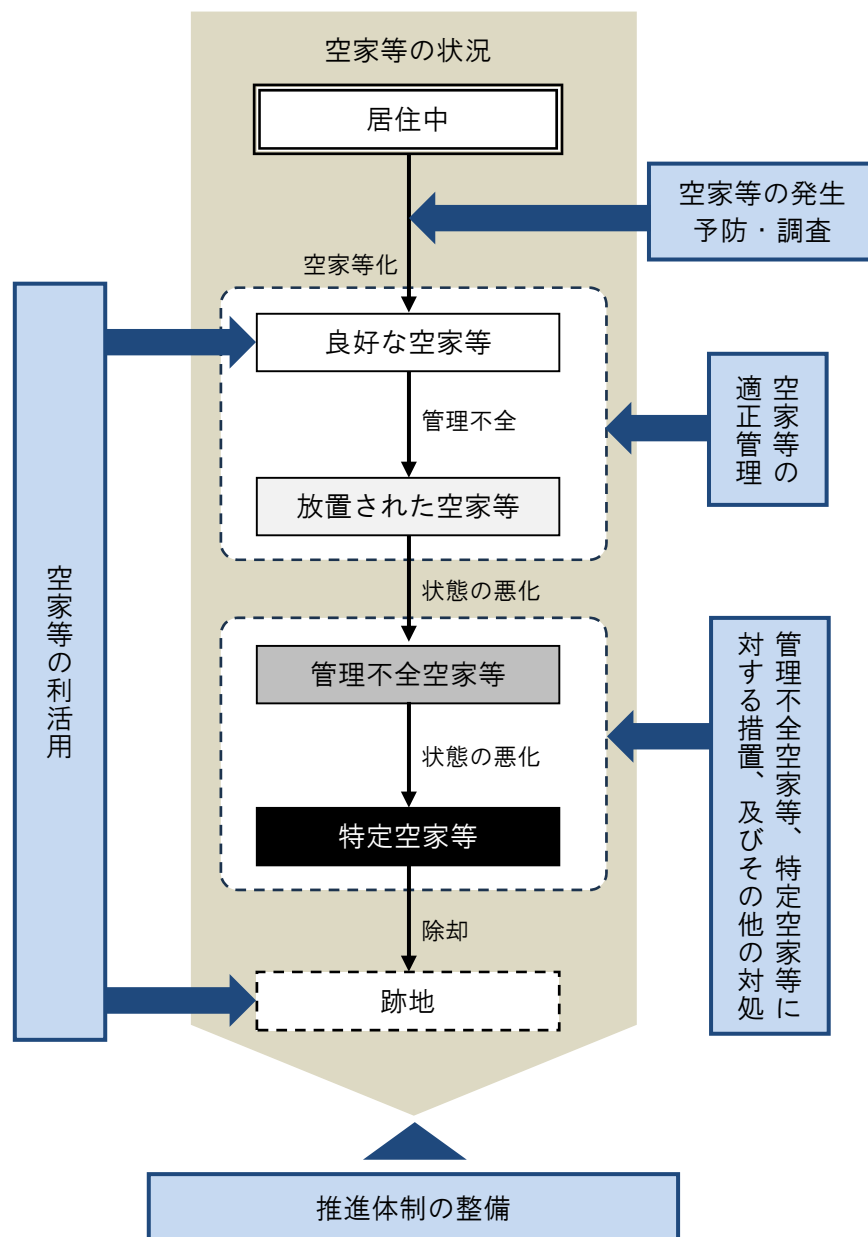 空家等の状況
居住中
空家等の発生
予防・調査
空家等化
良好な空家等
管理不全
空家等の
適正管理
放置された空家等
状態の悪化
空家等の利活用
管理不全空家等
管理不全空家等、特定空家等に
対する措置、及びその他の対処
状態の悪化
特定空家等
除却
跡地
推進体制の整備